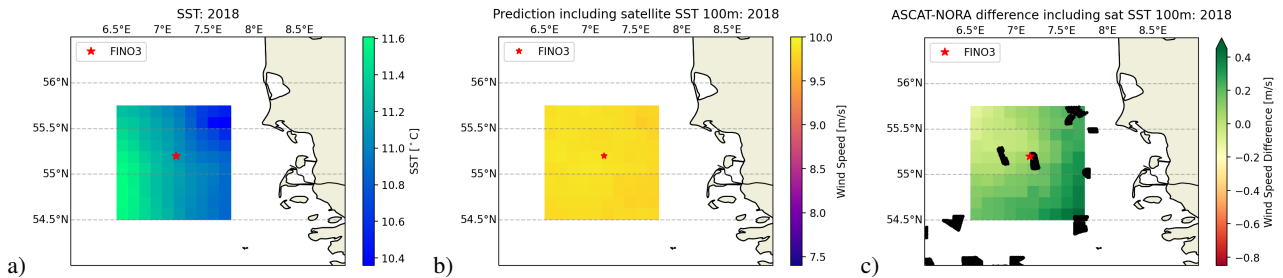 SST: 2018
6.5°E 7°E 7.5°E 8°E 8.5°E
FINO3
56°N
55.5°N
55°N
54.5°N
11.6
11.4
11.2
11.0
10.8
10.6
10.4
SST [°C]
a)
Prediction including satellite SST 100m: 2018
6.5°E 7°E 7.5°E 8°E 8.5°E
FINO3
56°N
55.5°N
55°N
54.5°N
10.0
9.5
9.0
8.5
8.0
7.5
Wind Speed [m/s]
b)
ASCAT-NORA difference including sat SST 100m: 2018
6.5°E 7°E 7.5°E 8°E 8.5°E
FINO3
56°N
55.5°N
55°N
54.5°N
0.4
0.2
0.0
−0.2
−0.4
−0.6
−0.8
Wind Speed Difference [m/s]
c)